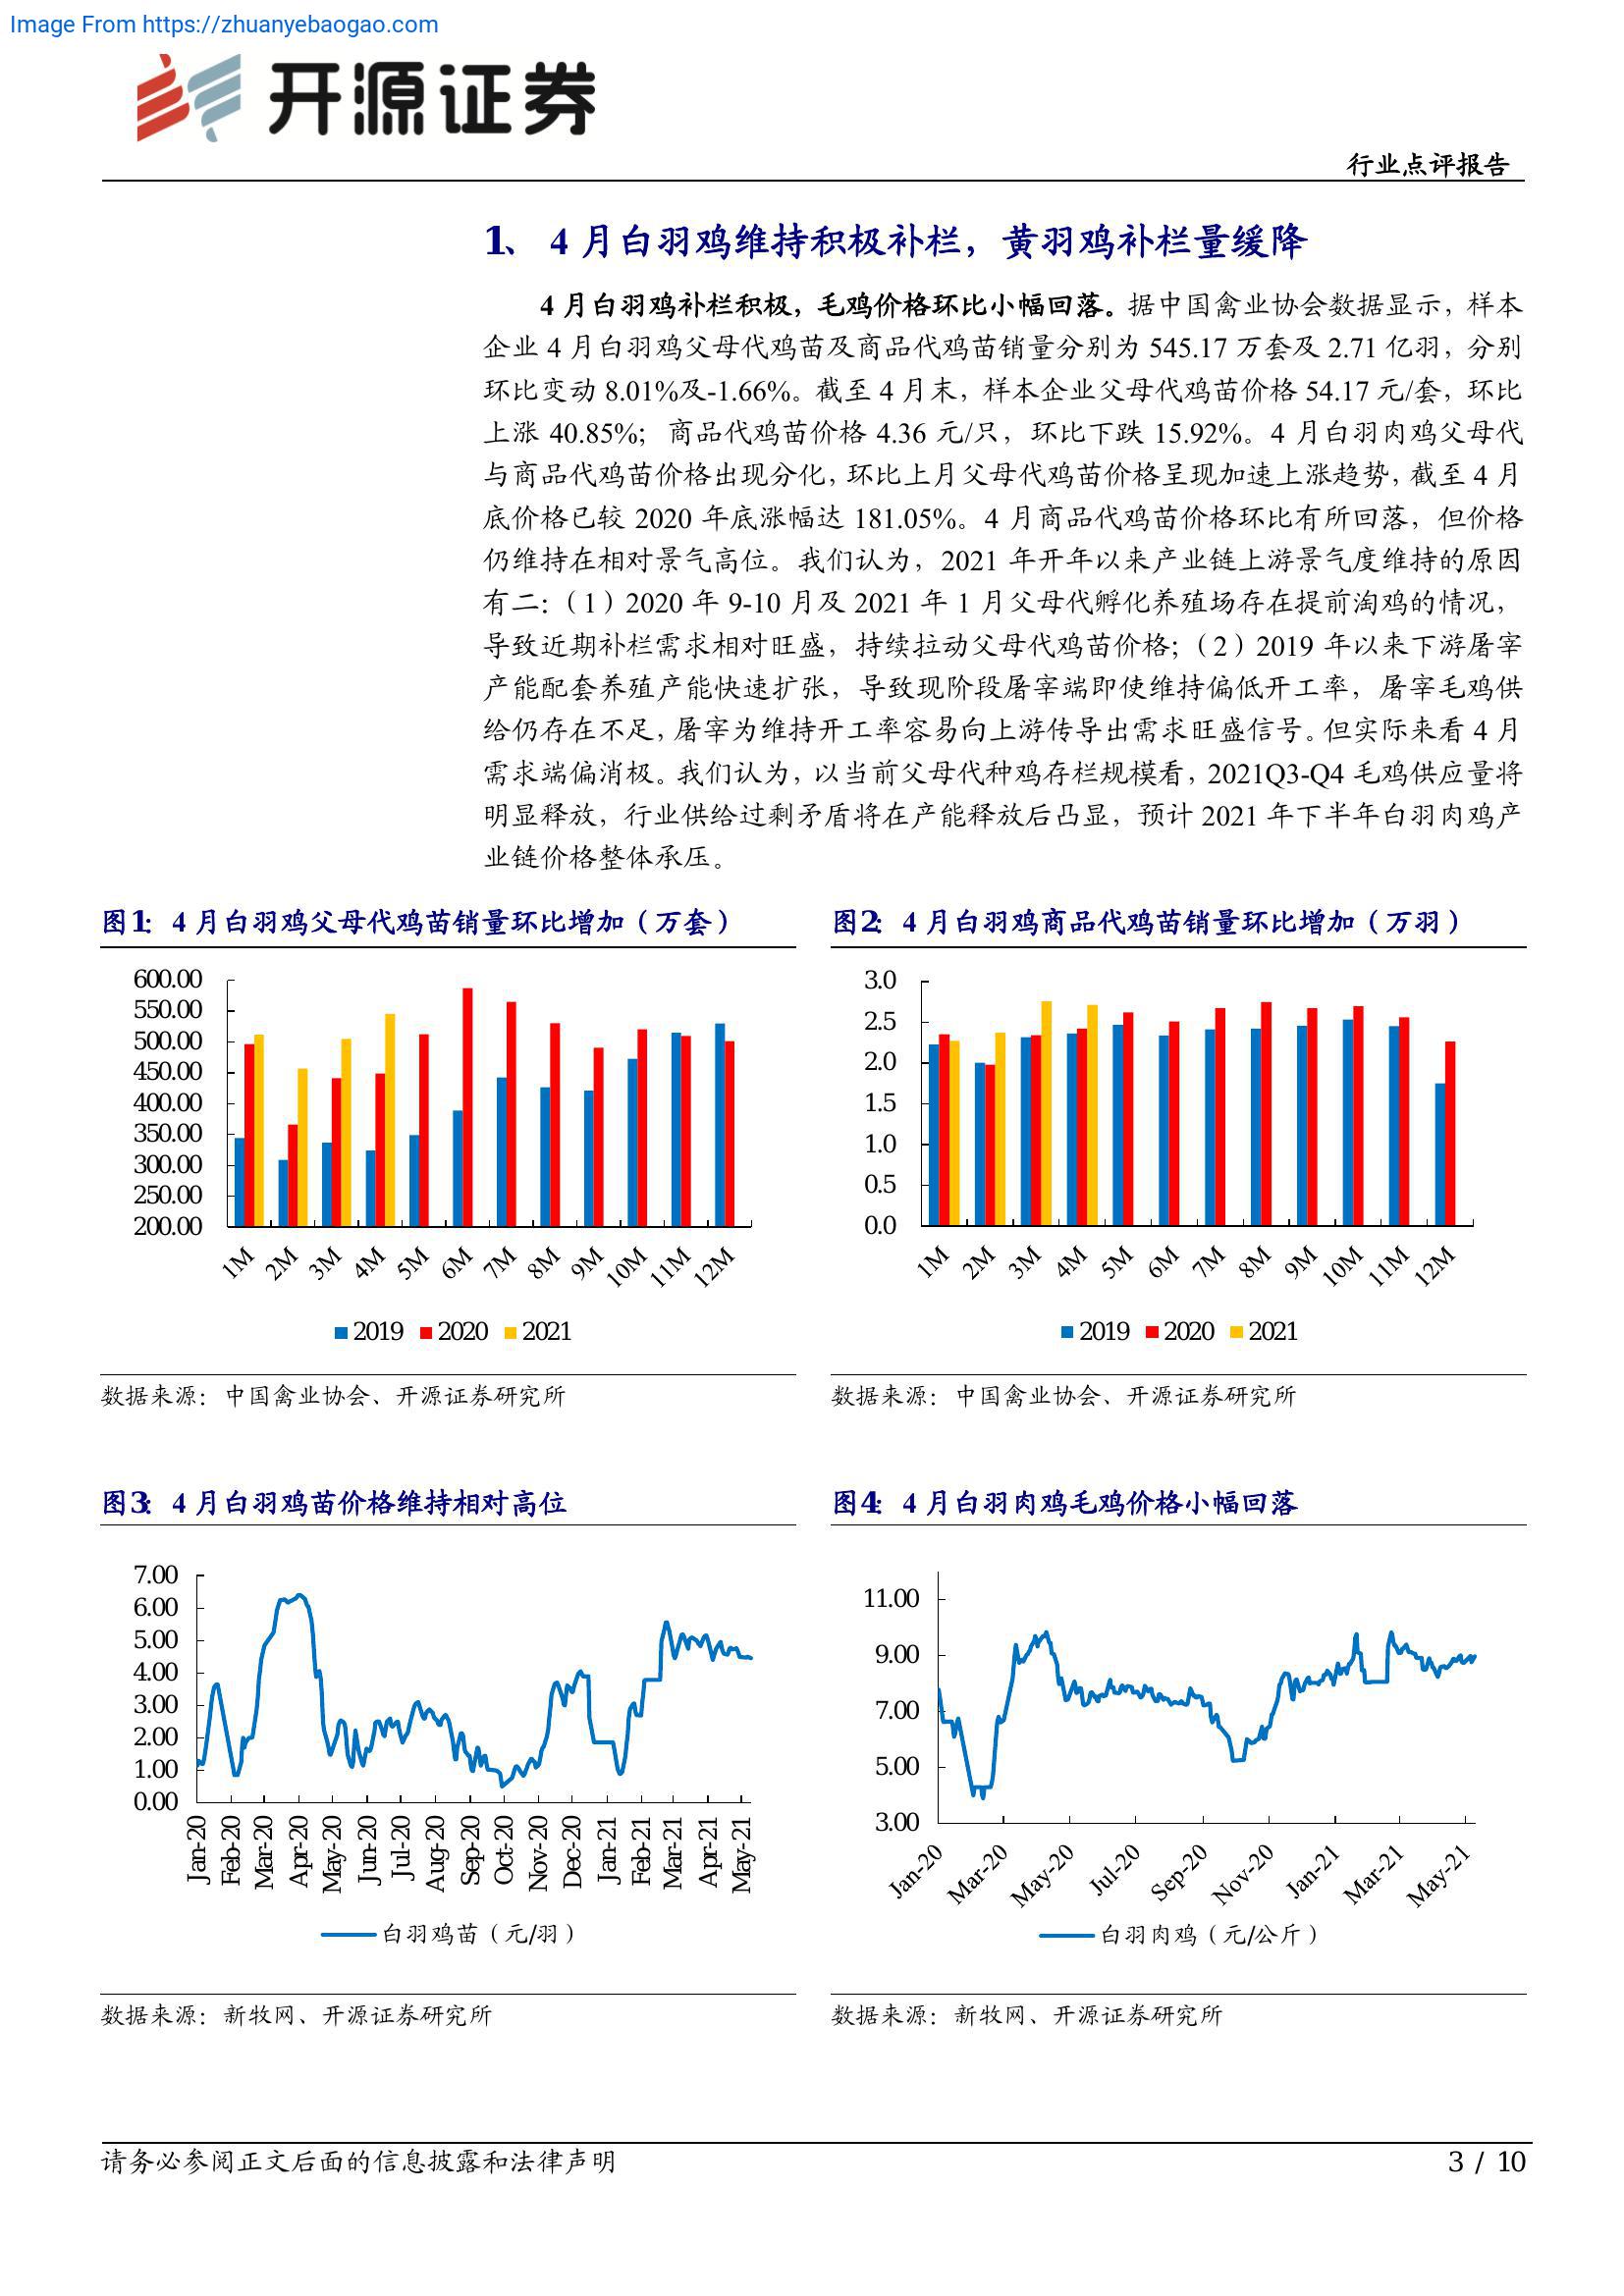 Image From https://zhuanyebaogao.com
开源证券
行业点评报告
1、 4 月白羽鸡维持积极补栏，黄羽鸡补栏量缓降
4 月白羽鸡补栏积极，毛鸡价格环比小幅回落。据中国禽业协会数据显示，样本
企业 4 月白羽鸡父母代鸡苗及商品代鸡苗销量分别为 545.17 万套及 2.71 亿羽，分别
环比变动 8.01%及-1.66%。截至 4 月末，样本企业父母代鸡苗价格 54.17 元/套，环比
上涨 40.85%；商品代鸡苗价格 4.36 元/只，环比下跌 15.92%。4 月白羽肉鸡父母代
与商品代鸡苗价格出现分化，环比上月父母代鸡苗价格呈现加速上涨趋势，截至 4 月
底价格已较 2020 年底涨幅达 181.05%。4 月商品代鸡苗价格环比有所回落，但价格
仍维持在相对景气高位。我们认为，2021 年开年以来产业链上游景气度维持的原因
有二：（1）2020 年 9-10 月及 2021 年 1 月父母代孵化养殖场存在提前淘鸡的情况，
导致近期补栏需求相对旺盛，持续拉动父母代鸡苗价格；（2）2019 年以来下游屠宰
产能配套养殖产能快速扩张，导致现阶段屠宰端即使维持偏低开工率，屠宰毛鸡供
给仍存在不足，屠宰为维持开工率容易向上游传导出需求旺盛信号。但实际来看 4 月
需求端偏消极。我们认为，以当前父母代种鸡存栏规模看，2021Q3-Q4 毛鸡供应量将
明显释放，行业供给过剩矛盾将在产能释放后凸显，预计 2021 年下半年白羽肉鸡产
业链价格整体承压。
图1： 4 月白羽鸡父母代鸡苗销量环比增加（万套）
600.00
550.00
500.00
450.00
400.00
350.00
300.00
250.00
200.00
1M 2M 3M 4M 5M 6M 7M 8M 9M 10M 11M 12M
2019 2020 2021
数据来源：中国禽业协会、开源证券研究所
图2： 4 月白羽鸡商品代鸡苗销量环比增加（万羽）
3.0
2.5
2.0
1.5
1.0
0.5
0.0
1M 2M 3M 4M 5M 6M 7M 8M 9M 10M 11M 12M
2019 2020 2021
数据来源：中国禽业协会、开源证券研究所
图3： 4 月白羽鸡苗价格维持相对高位
7.00
6.00
5.00
4.00
3.00
2.00
1.00
0.00
Jan-20 Feb-20 Mar-20 Apr-20 May-20 Jun-20 Jul-20 Aug-20 Sep-20 Oct-20 Nov-20 Dec-20 Jan-21 Feb-21 Mar-21 Apr-21 May-21
白羽鸡苗（元/羽）
数据来源：新牧网、开源证券研究所
图4： 4 月白羽肉鸡毛鸡价格小幅回落
11.00
9.00
7.00
5.00
3.00
Jan-20 Mar-20 May-20 Jul-20 Sep-20 Nov-20 Jan-21 Mar-21 May-21
白羽肉鸡（元/公斤）
数据来源：新牧网、开源证券研究所
请务必参阅正文后面的信息披露和法律声明
3 / 10